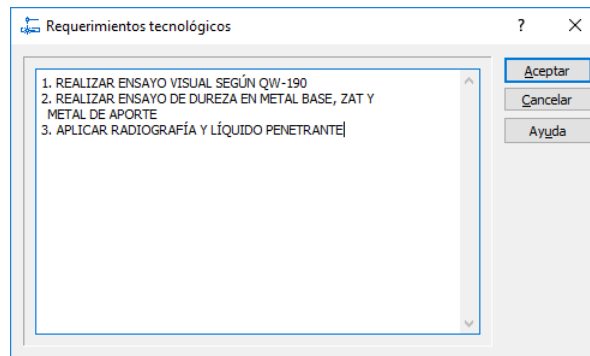 Requerimientos tecnológicos
?
Aceptar
Cancelar
Ayuda
1. REALIZAR ENSAYO VISUAL SEGÚN QW-190
2. REALIZAR ENSAYO DE DUREZA EN METAL BASE, ZAT Y
METAL DE APORTE
3. APLICAR RADIOGRAFÍA Y LÍQUIDO PENETRANTE